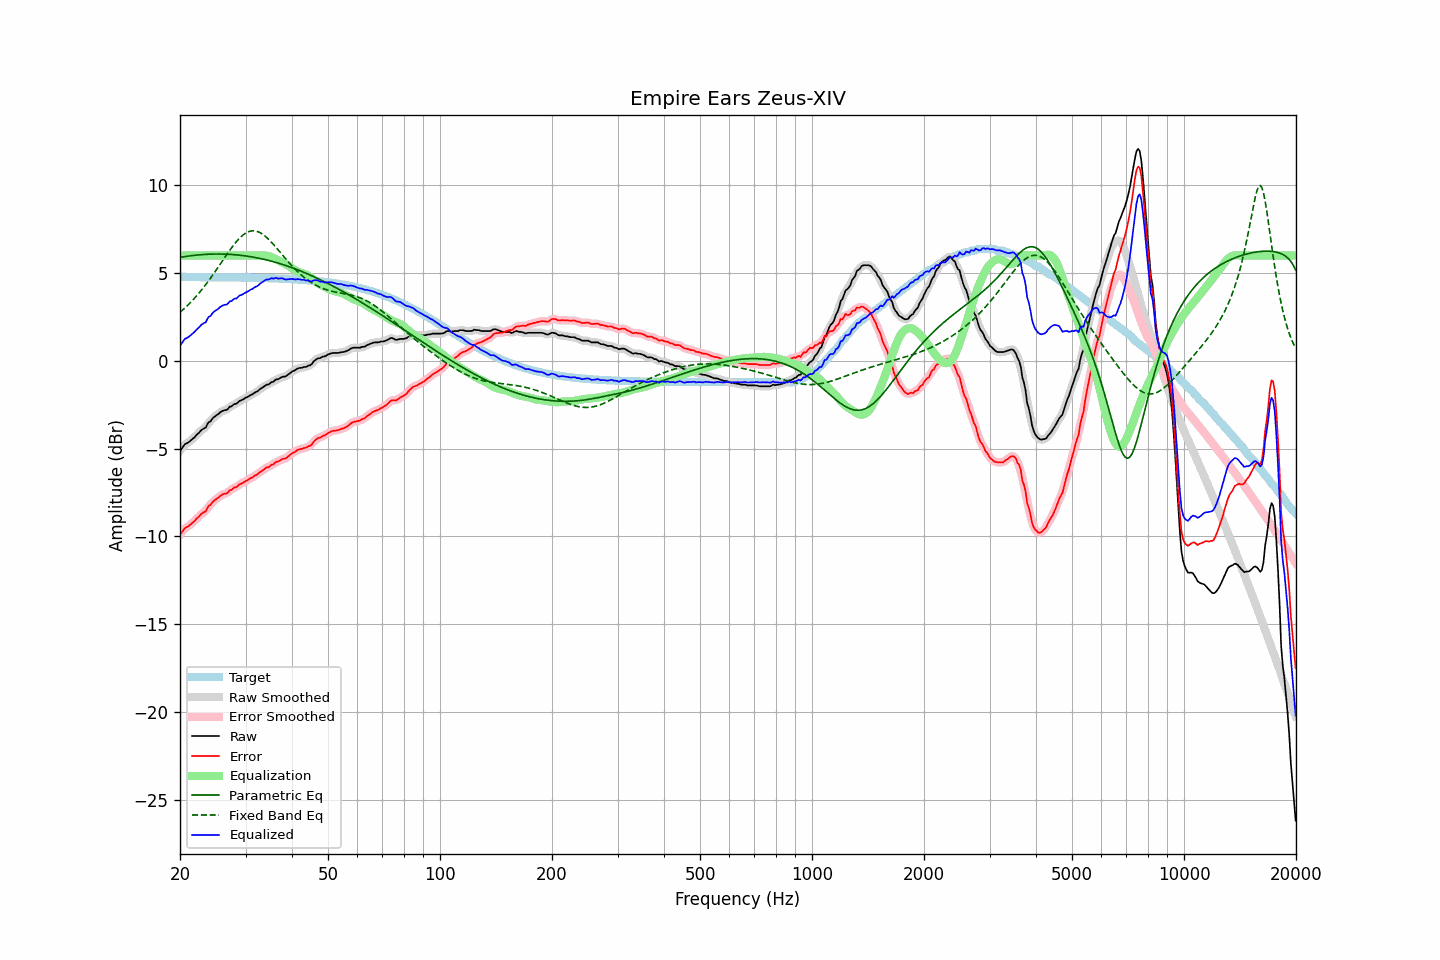 Empire Ears Zeus-XIV
10
5
0
−5
−10
−15
−20
−25
Amplitude (dBr)
Target
Raw Smoothed
Error Smoothed
Raw
Error
Equalization
Parametric Eq
Fixed Band Eq
Equalized
20 50 100 200 500 1000 2000 5000 10000 20000
Frequency (Hz)